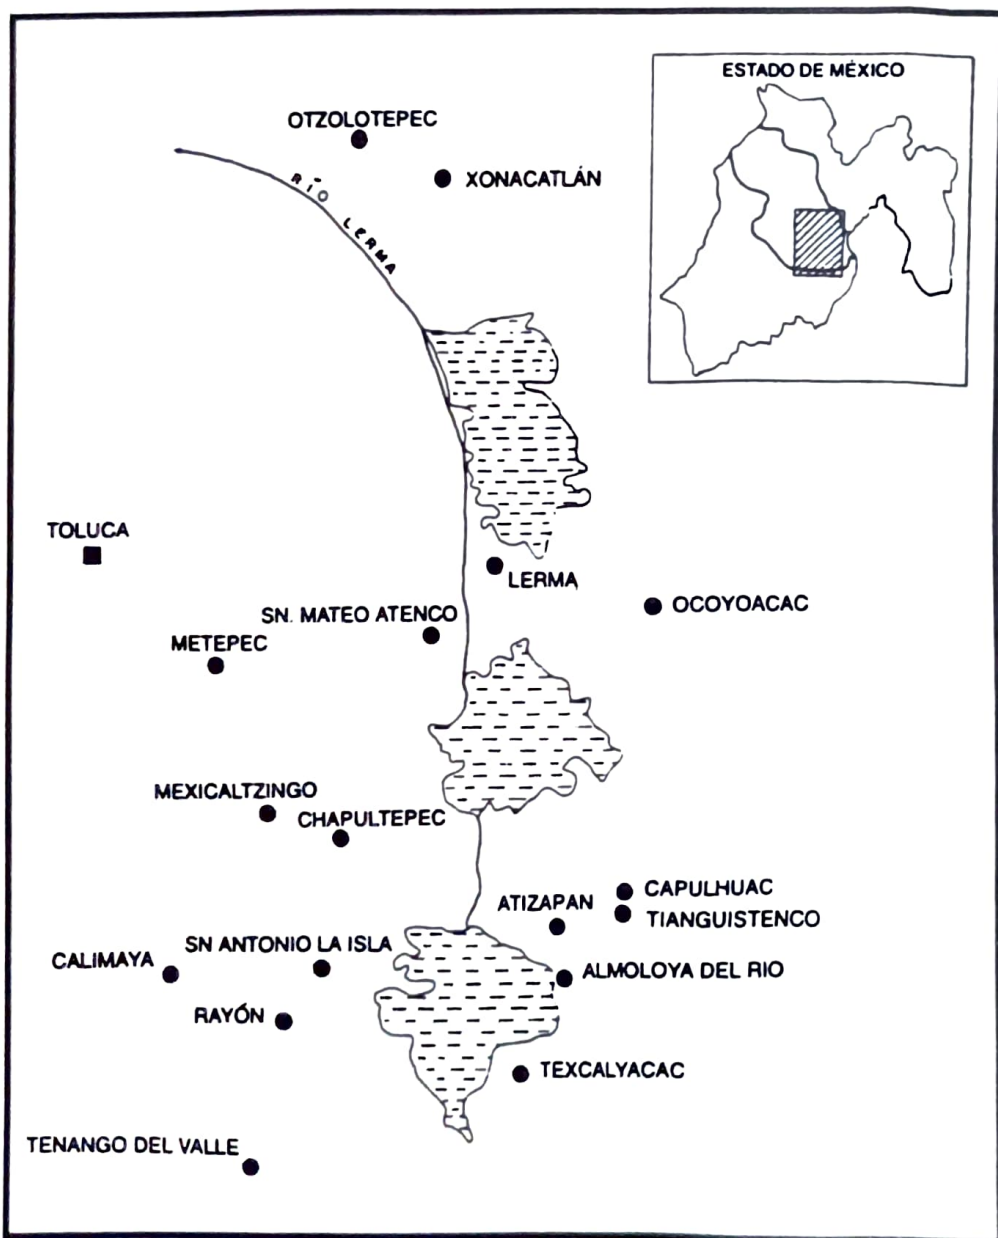 ESTADO DE MÉXICO
OTZOLOTEPEC
XONACATLÁN
RÍO LERMA
TOLUCA
LERMA
OCOYOACAC
SN. MATEO ATENCO
METEPEC
MEXICALTZINGO
CHAPULTEPEC
CAPULHUAC
ATIZAPAN
TIANGUISTENCO
SN ANTONIO LA ISLA
CALIMAYA
ALMOLOYA DEL RIO
RAYÓN
TEXCALYACAC
TENANGO DEL VALLE